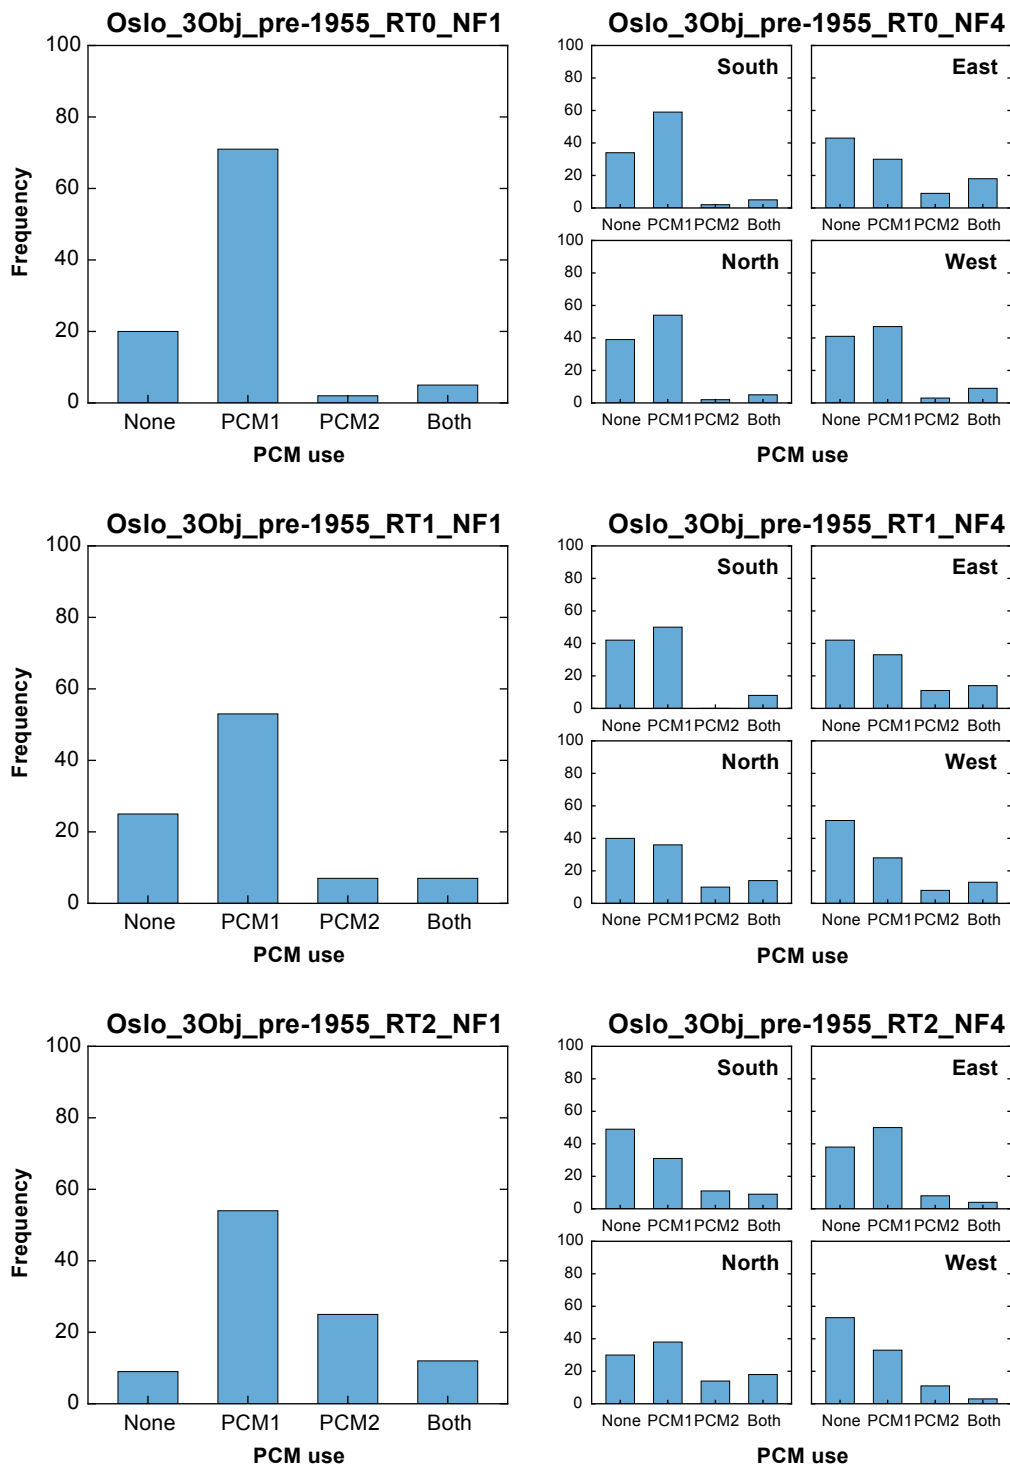 Oslo_3Obj_pre-1955_RT0_NF1
100
80
60
40
20
0
Frequency
None PCM1 PCM2 Both
PCM use
Oslo_3Obj_pre-1955_RT0_NF4
100
80
60
40
20
0
South
None PCM1 PCM2 Both
East
None PCM1 PCM2 Both
100
80
60
40
20
0
North
None PCM1 PCM2 Both
West
None PCM1 PCM2 Both
PCM use
Oslo_3Obj_pre-1955_RT1_NF1
100
80
60
40
20
0
Frequency
None PCM1 PCM2 Both
PCM use
Oslo_3Obj_pre-1955_RT1_NF4
100
80
60
40
20
0
South
None PCM1 PCM2 Both
East
None PCM1 PCM2 Both
100
80
60
40
20
0
North
None PCM1 PCM2 Both
West
None PCM1 PCM2 Both
PCM use
Oslo_3Obj_pre-1955_RT2_NF1
100
80
60
40
20
0
Frequency
None PCM1 PCM2 Both
PCM use
Oslo_3Obj_pre-1955_RT2_NF4
100
80
60
40
20
0
South
None PCM1 PCM2 Both
East
None PCM1 PCM2 Both
100
80
60
40
20
0
North
None PCM1 PCM2 Both
West
None PCM1 PCM2 Both
PCM use